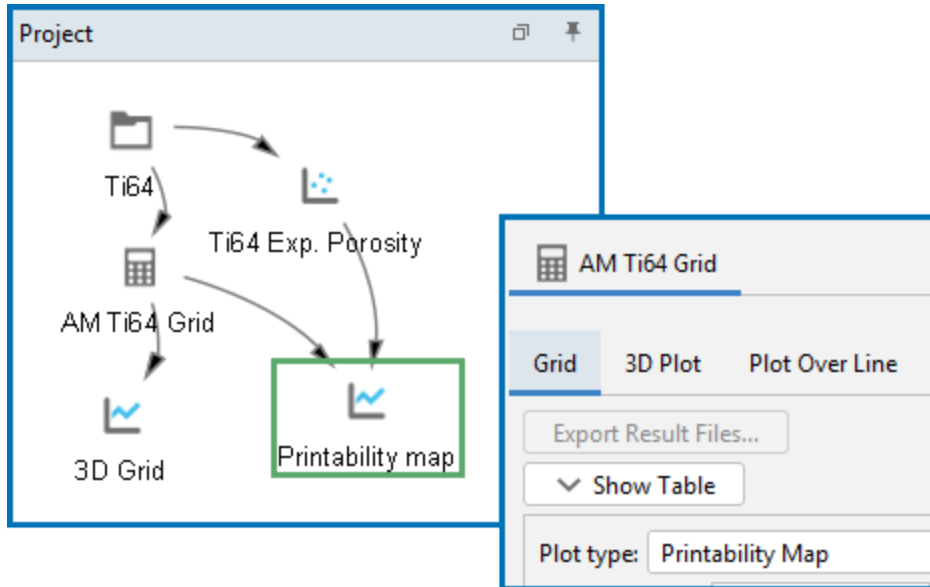 Project
Ti64
Ti64 Exp. Porosity
AM Ti64 Grid
3D Grid
Printability map
AM Ti64 Grid
Grid 3D Plot Plot Over Line
Export Result Files...
Show Table
Plot type: Printability Map